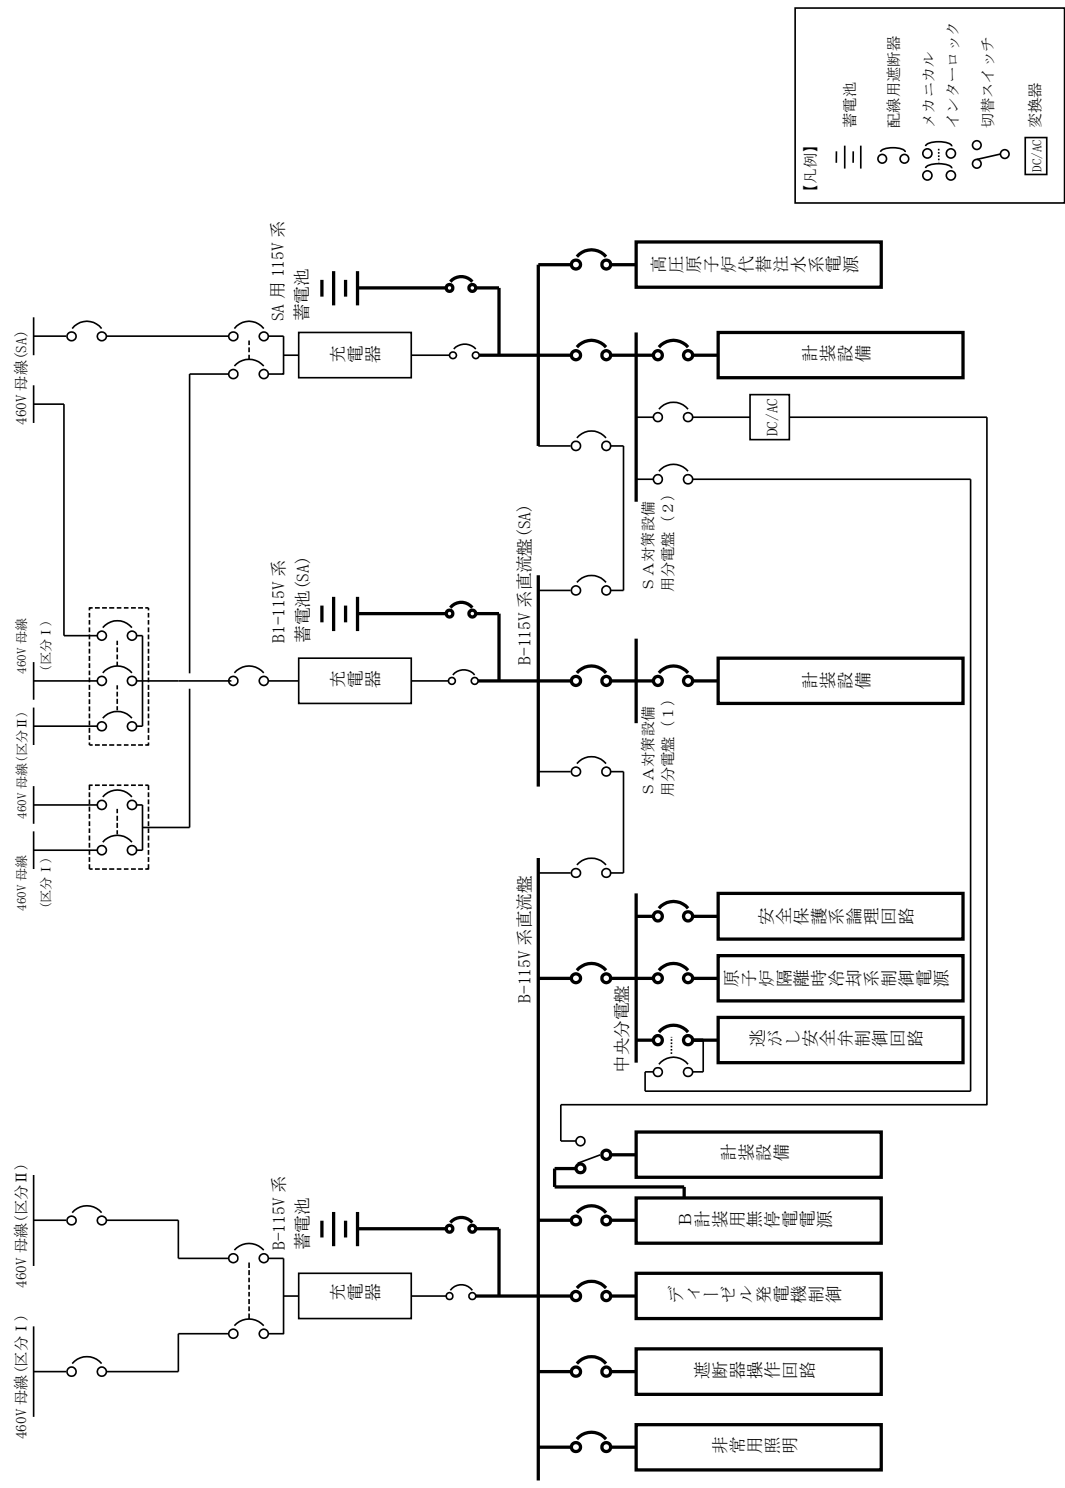 460V 母線(区分Ⅰ)
460V 母線(区分Ⅱ)
460V 母線
(区分Ⅰ)
460V 母線(区分Ⅱ)
460V 母線
(区分Ⅰ)
460V 母線(SA)
B-115V 系
蓄電池
充電器
B1-115V 系
蓄電池(SA)
充電器
SA 用 115V 系
蓄電池
充電器
B-115V 系直流盤
B-115V 系直流盤(SA)
中央分電盤
SA対策設備
用分電盤(1)
SA対策設備
用分電盤(2)
DC/AC
非常用照明
遮断器操作回路
ディーゼル発電機制御
B計装用無停電電源
計装設備
逃がし安全弁制御回路
原子炉隔離時冷却系制御電源
安全保護系論理回路
計装設備
計装設備
高圧原子炉代替注水系電源
【凡例】
蓄電池
配線用遮断器
メカニカル
インターロック
切替スイッチ
DC/AC
変換器